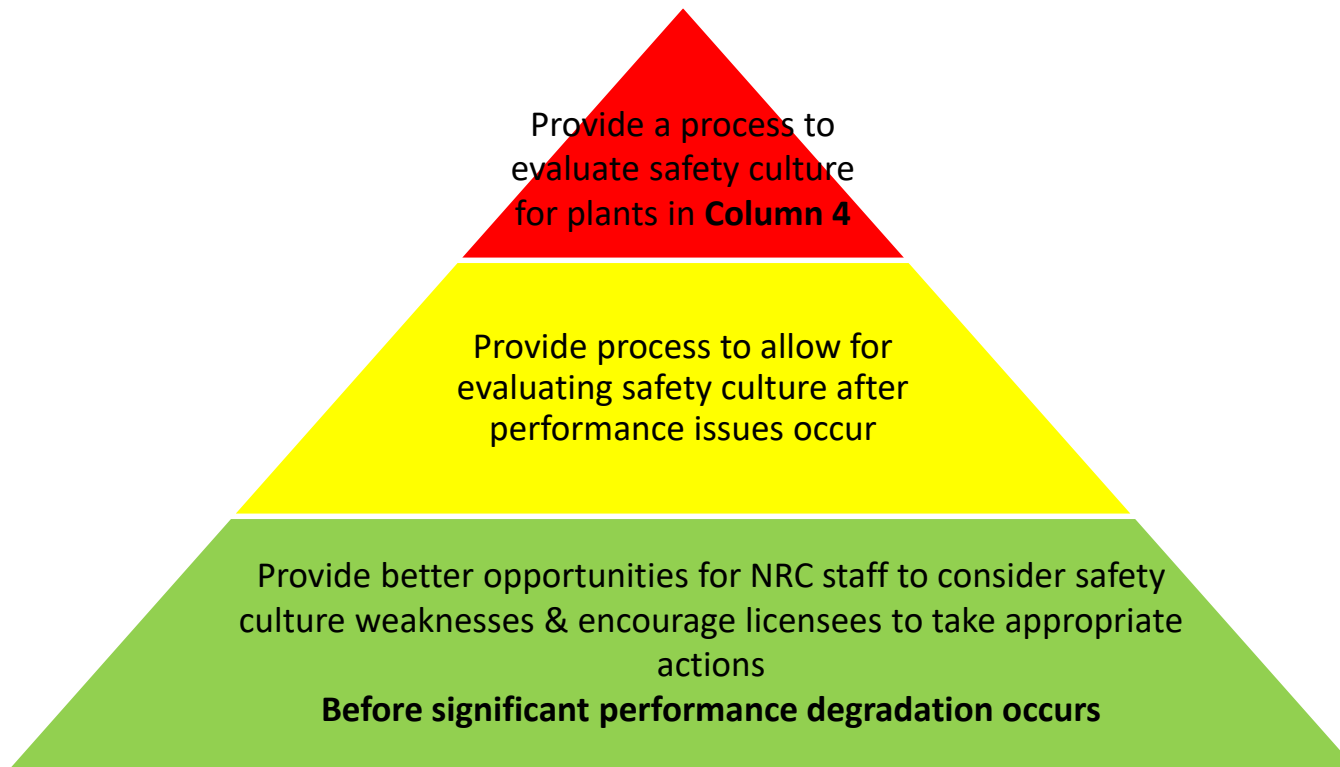 Provide a process to
evaluate safety culture
for plants in Column 4
Provide process to allow for
evaluating safety culture after
performance issues occur
Provide better opportunities for NRC staff to consider safety
culture weaknesses & encourage licensees to take appropriate
actions
Before significant performance degradation occurs